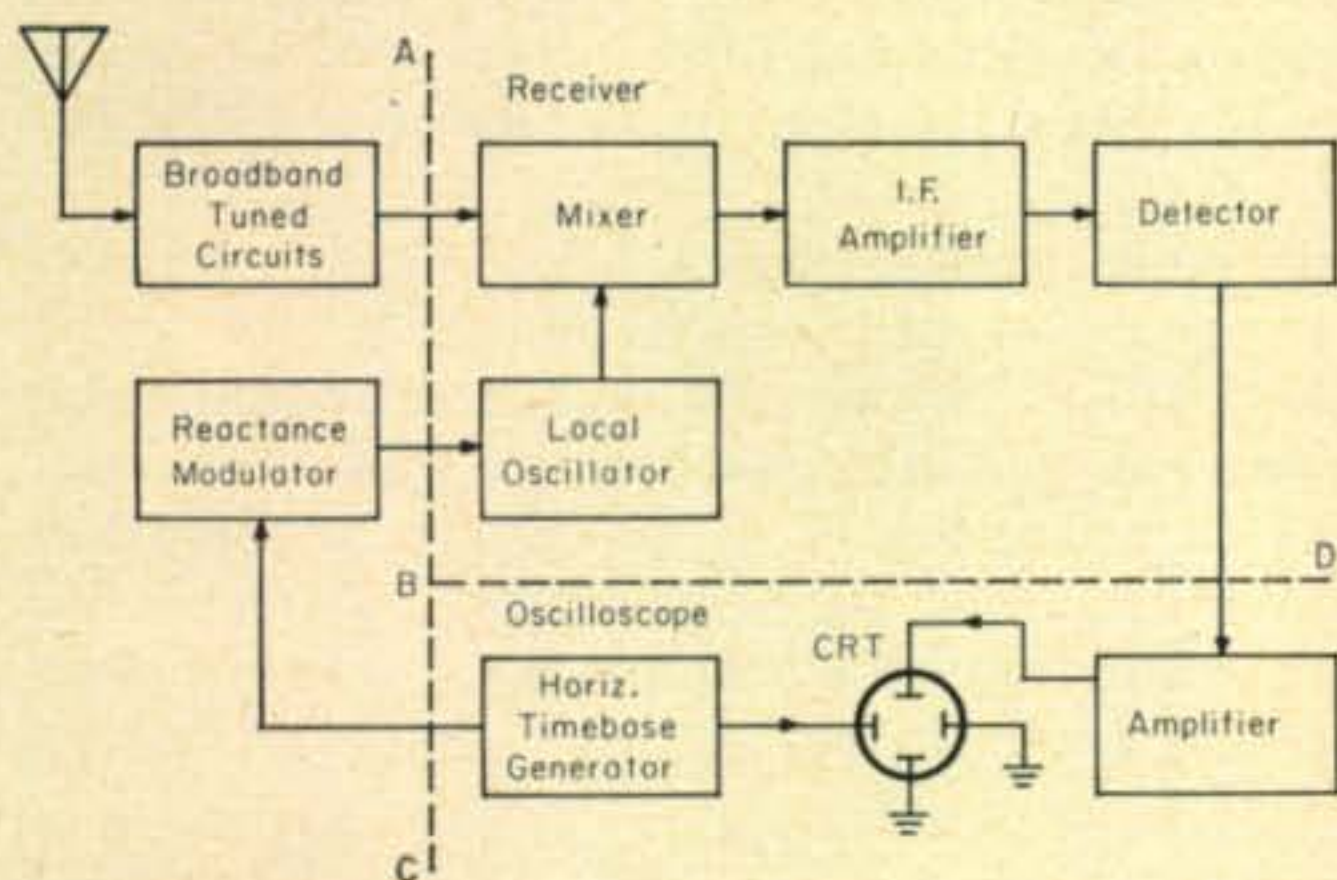 A
Receiver
Broadband
Tuned
Circuits
Mixer
I.F.
Amplifier
Detector
Reactance
Modulator
Local
Oscillator
B
D
Oscilloscope
Horiz.
Timebase
Generator
CRT
Amplifier
C